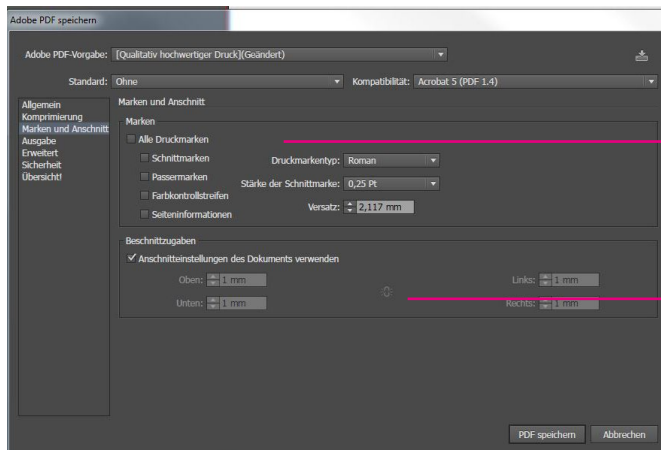 Adobe PDF speichern
Adobe PDF-Vorgabe: [Qualitativ hochwertiger Druck](Geändert)
Standard: Ohne Kompatibilität: Acrobat 5 (PDF 1.4)
Allgemein
Komprimierung
Marken und Anschnitt
Ausgabe
Erweitert
Sicherheit
Übersicht!
Marken und Anschnitt
Marken
Alle Druckmarken
Schnittmarken Druckmarkentyp: Roman
Passermarken Stärke der Schnittmarke: 0,25 Pt
Farbkontrollstreifen Versatz: 2,117 mm
Seiteninformationen
Beschnittzugaben
Anschnitteinstellungen des Dokuments verwenden
Oben: 1 mm Links: 1 mm
Unten: 1 mm Rechts: 1 mm
PDF speichern Abbrechen